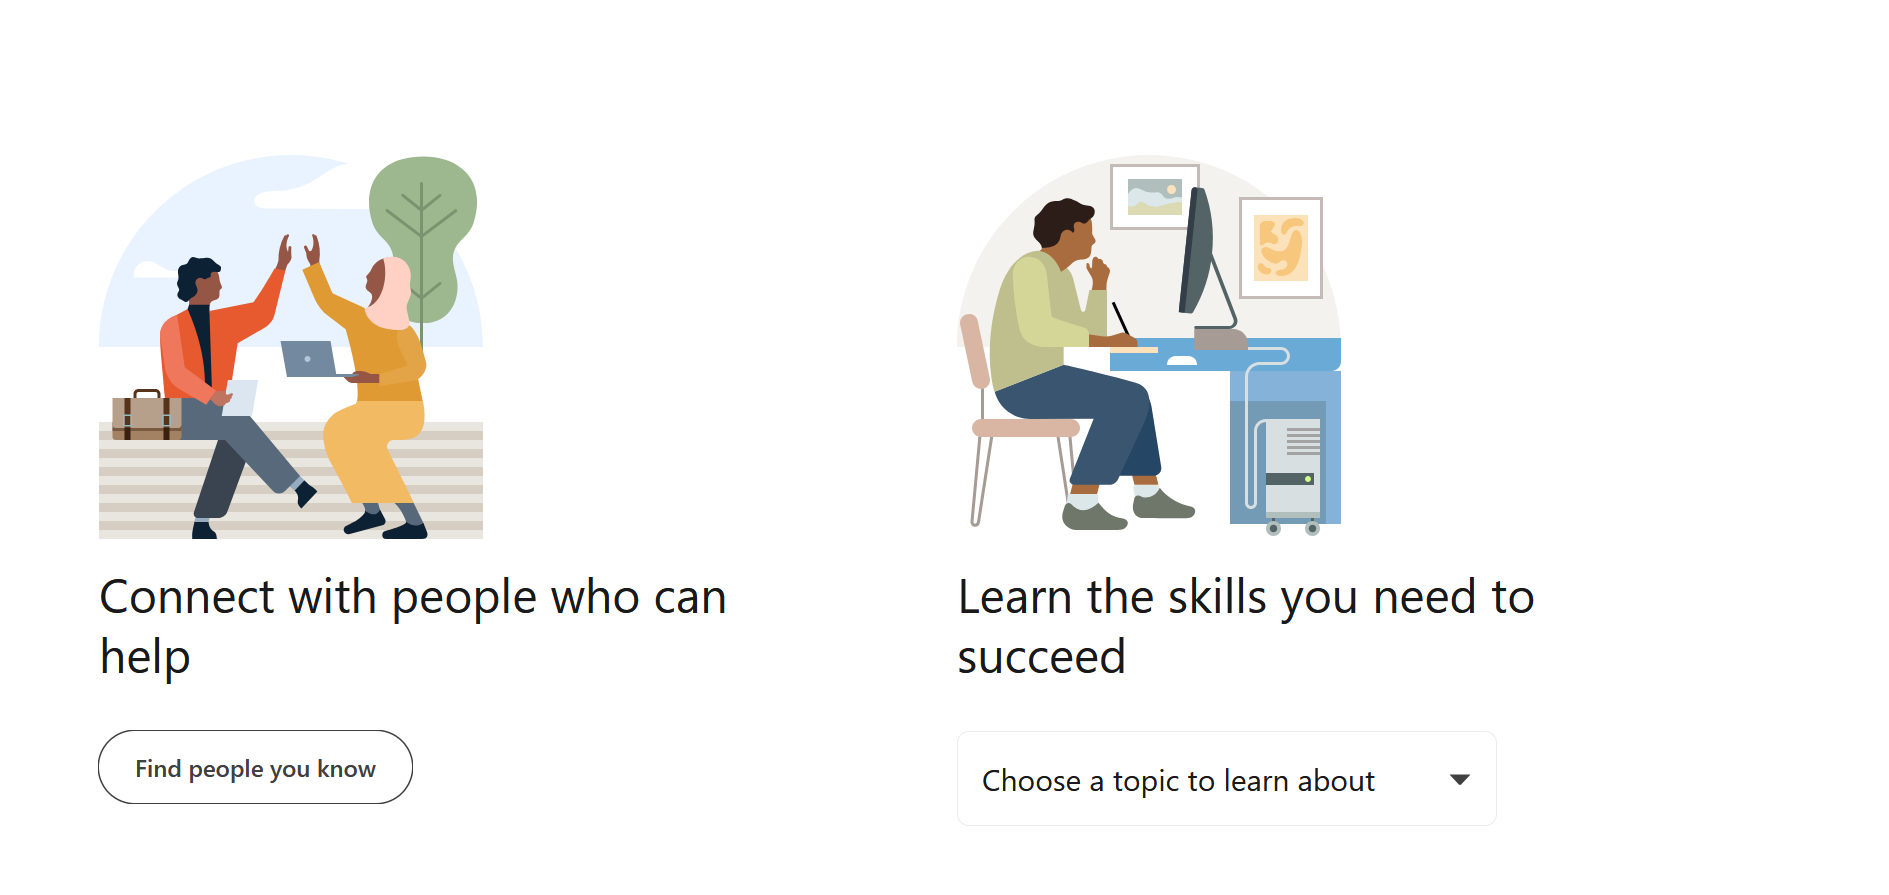 Connect with people who can
help
Find people you know
Learn the skills you need to
succeed
Choose a topic to learn about